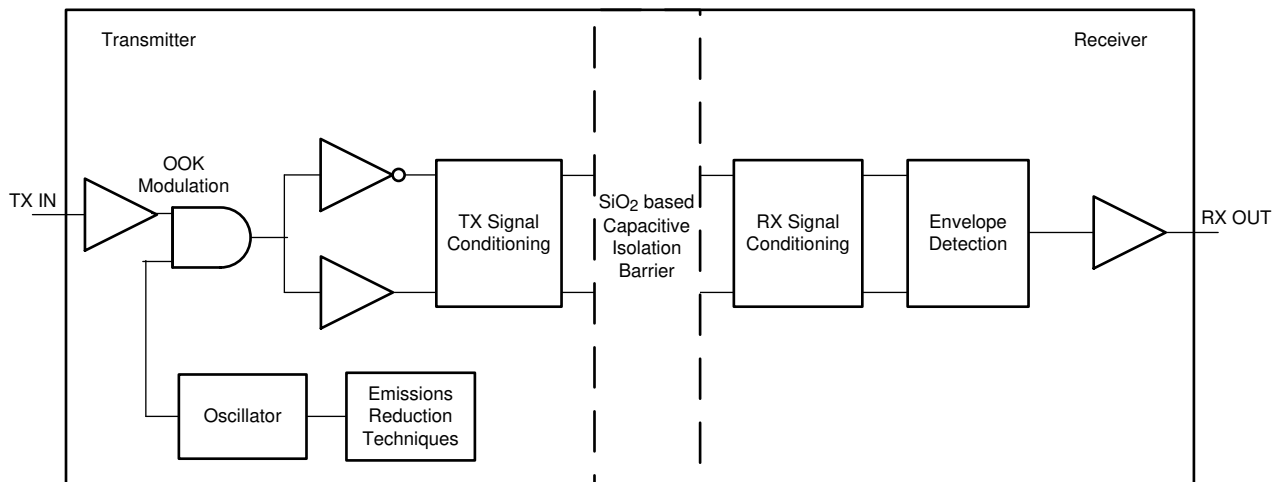 Transmitter
Receiver
OOK
Modulation
TX IN
TX Signal
Conditioning
SiO2 based
Capacitive
Isolation
Barrier
RX Signal
Conditioning
Envelope
Detection
RX OUT
Oscillator
Emissions
Reduction
Techniques